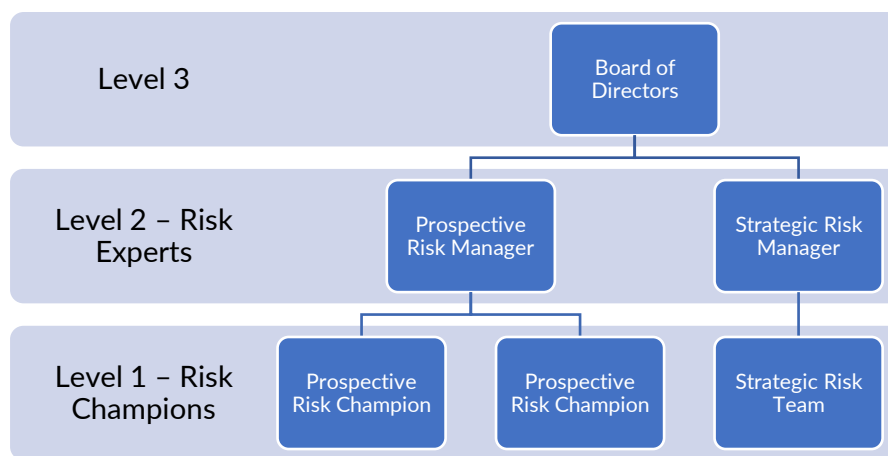 Level 3
Board of
Directors
Level 2 – Risk
Experts
Prospective
Risk Manager
Strategic Risk
Manager
Level 1 – Risk
Champions
Prospective
Risk Champion
Prospective
Risk Champion
Strategic Risk
Team